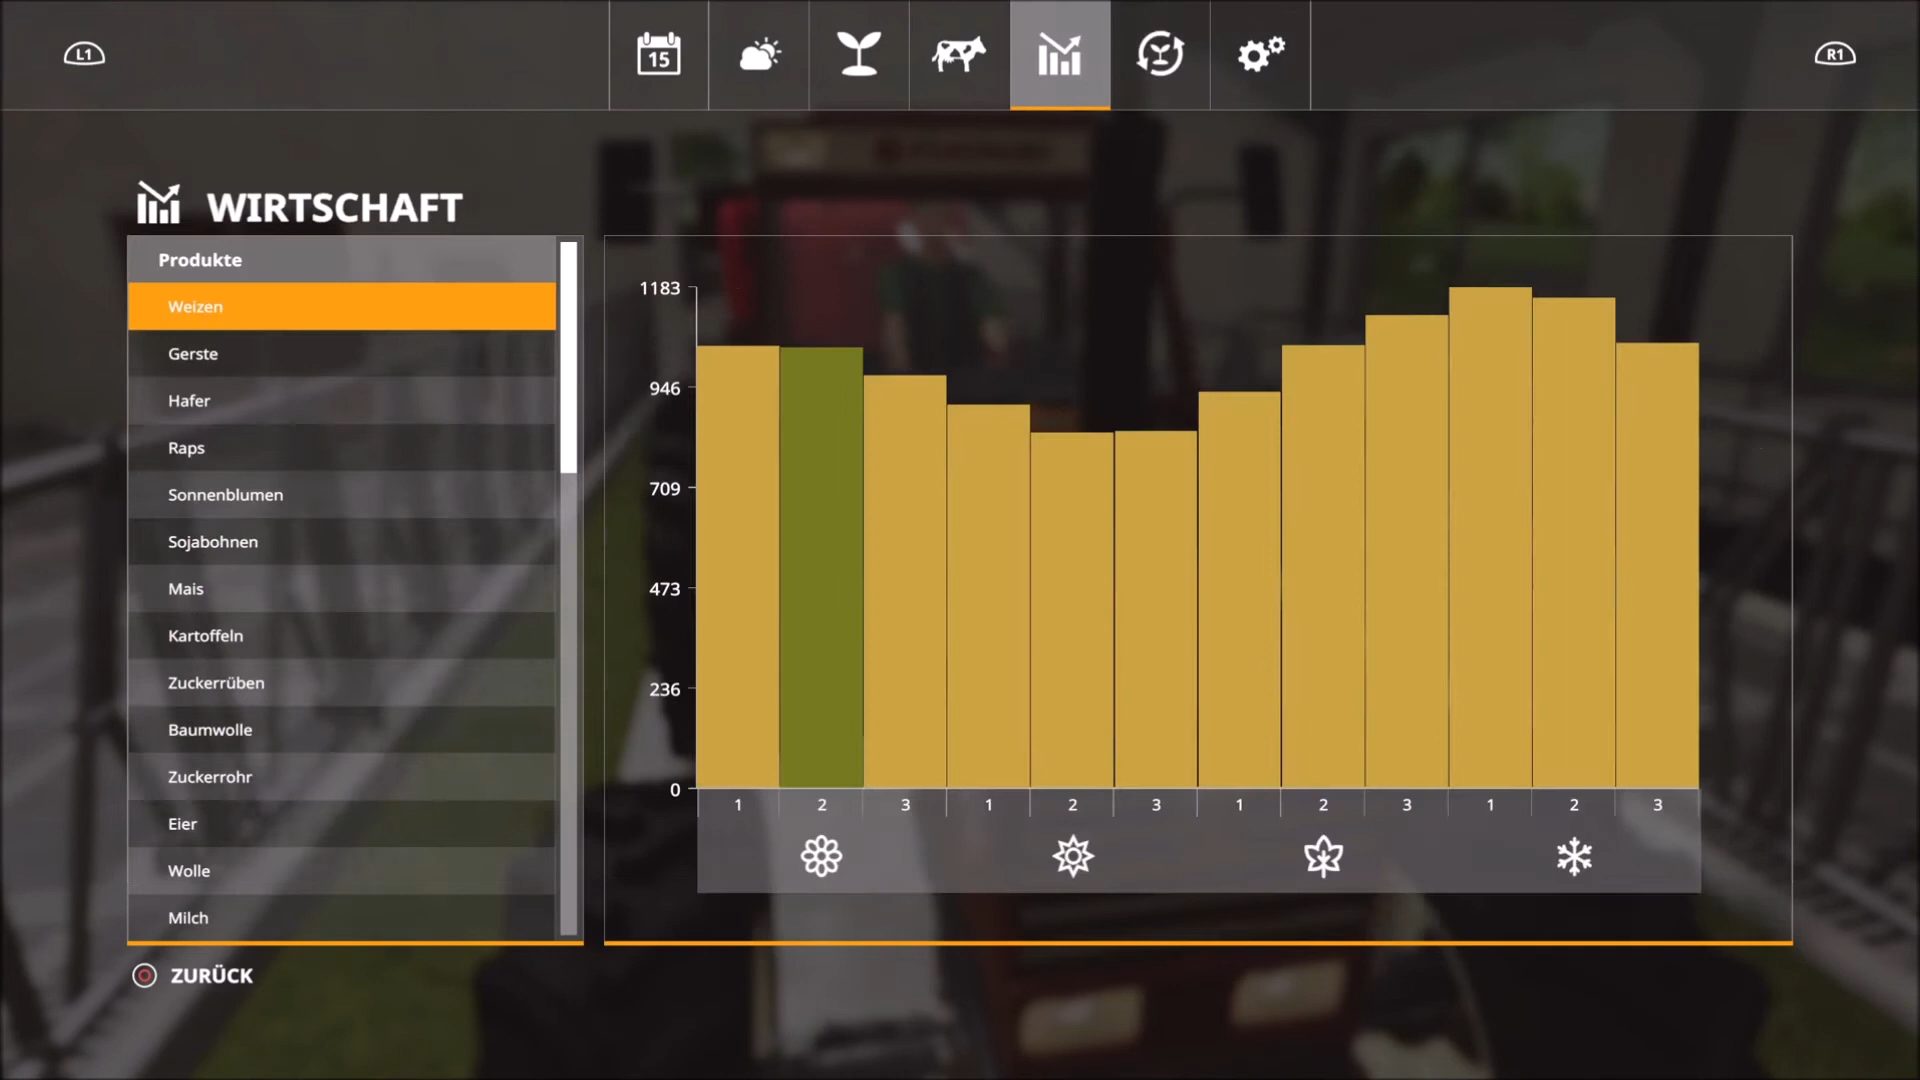 L1
15
R1
WIRTSCHAFT
Produkte
Weizen
Gerste
Hafer
Raps
Sonnenblumen
Sojabohnen
Mais
Kartoffeln
Zuckerrüben
Baumwolle
Zuckerrohr
Eier
Wolle
Milch
1183
946
709
473
236
0
1 2 3 1 2 3 1 2 3 1 2 3
ZURÜCK